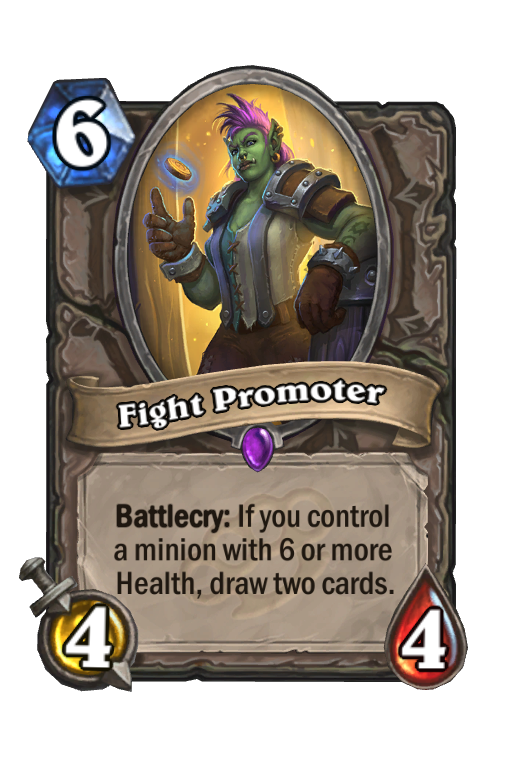 6
Fight Promoter
Battlecry: If you control
a minion with 6 or more
Health, draw two cards.
4
4